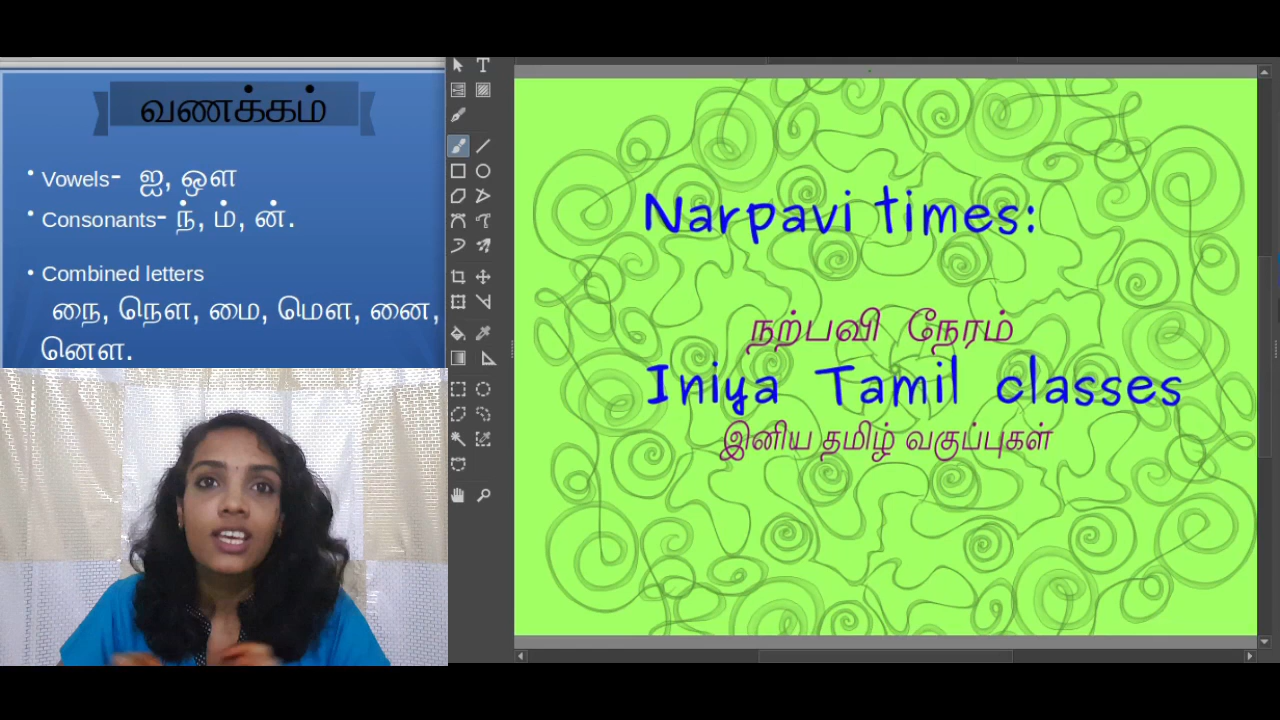 வணக்கம்
• Vowels- ஐ, ஔ
• Consonants- ந், ம், ன்.
• Combined letters
நை, நௌ, மை, மௌ, னை,
னௌ.
Narpavi times:
நற்பவி நேரம்
Iniya Tamil classes
இனிய தமிழ் வகுப்புகள்